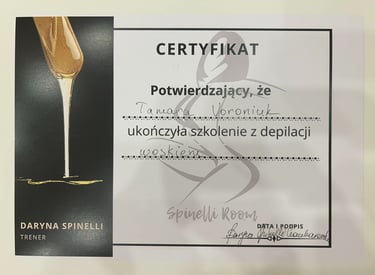 CERTYFIKAT
Potwierdzający, że
Tamara Voroniuk
ukończyła szkolenie z depilacji
woskiem
Spinelli Room
DARYNA SPINELLI
TRENER
DATA I PODPIS